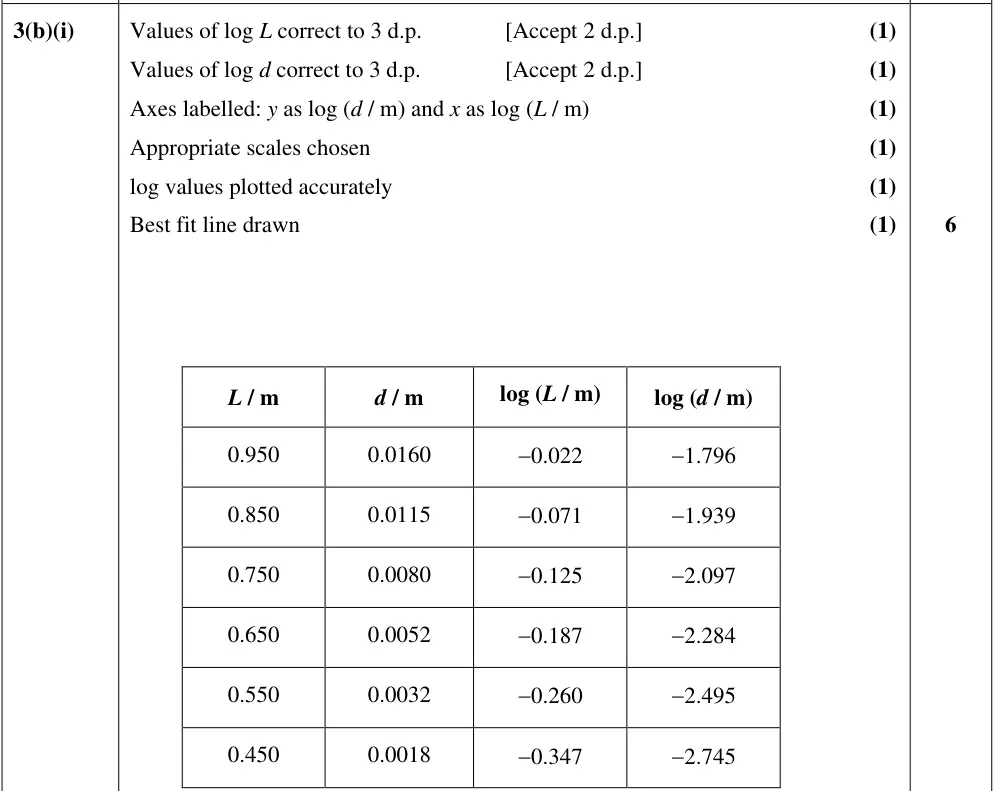 3(b)(i) Values of log L correct to 3 d.p. [Accept 2 d.p.] (1)
Values of log d correct to 3 d.p. [Accept 2 d.p.] (1)
Axes labelled: y as log (d / m) and x as log (L / m) (1)
Appropriate scales chosen (1)
log values plotted accurately (1)
Best fit line drawn (1) 6
L / m d / m log (L / m) log (d / m)
0.950 0.0160 –0.022 –1.796
0.850 0.0115 –0.071 –1.939
0.750 0.0080 –0.125 –2.097
0.650 0.0052 –0.187 –2.284
0.550 0.0032 –0.260 –2.495
0.450 0.0018 –0.347 –2.745